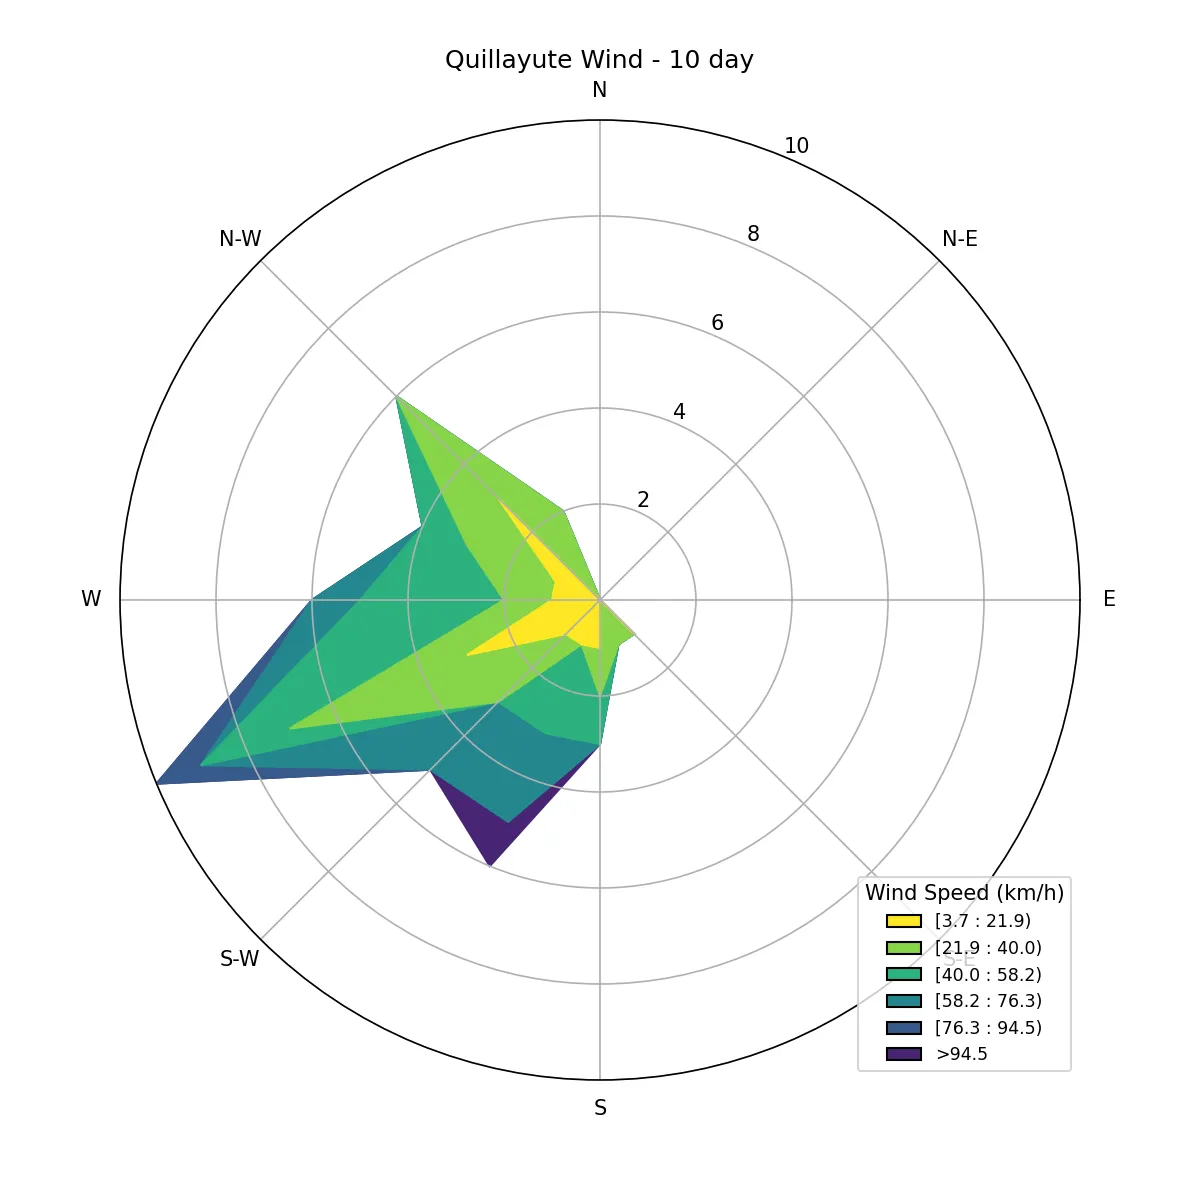 Quillayute Wind - 10 day
N
10
N-W
8
N-E
6
4
2
W
E
Wind Speed (km/h)
[3.7 : 21.9)
[21.9 : 40.0)
S-W
S-E
[40.0 : 58.2)
[58.2 : 76.3)
[76.3 : 94.5)
>94.5
S